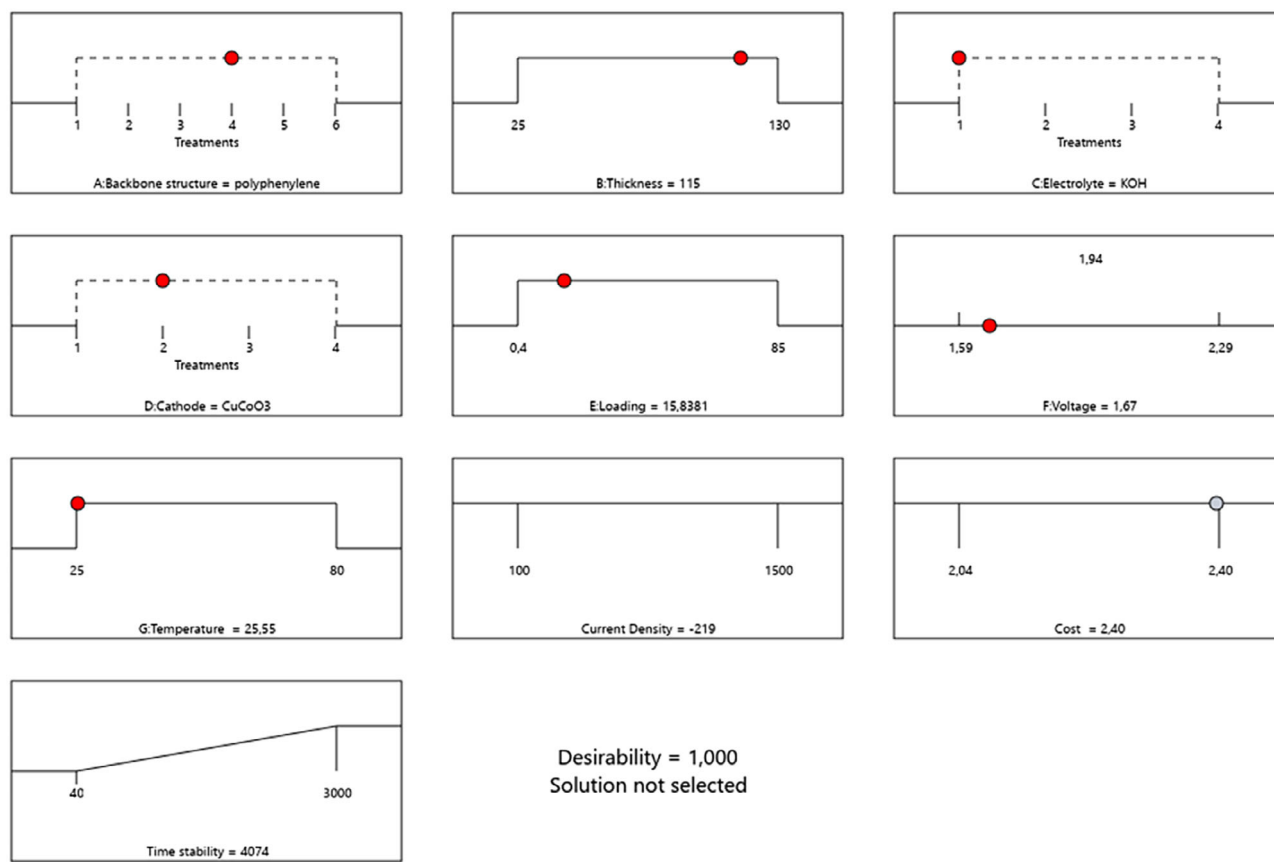 1 2 3 4 5 6
Treatments
A:Backbone structure = polyphenylene
25 130
B:Thickness = 115
1 2 3 4
Treatments
C:Electrolyte = KOH
1 2 3 4
Treatments
D:Cathode = CuCoO3
0,4 85
E:Loading = 15,8381
1,94
1,59 2,29
F:Voltage = 1,67
25 80
G:Temperature = 25,55
100 1500
Current Density = -219
2,04 2,40
Cost = 2,40
40 3000
Time stability = 4074
Desirability = 1,000
Solution not selected